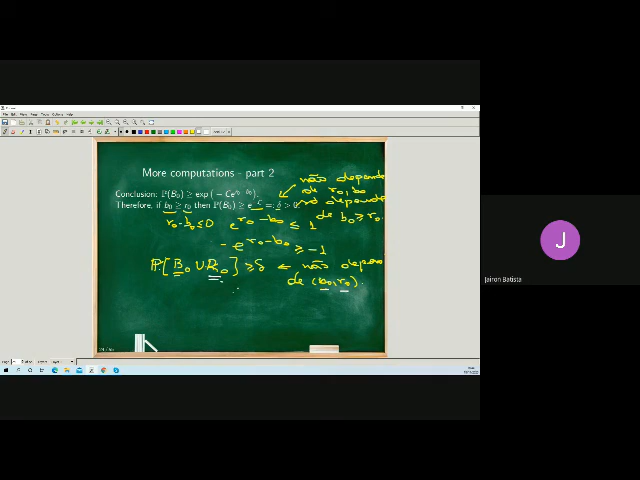 More computations - part 2
não depende
Conclusion: P(B₀) ≥ exp(− Ce^{r₀−b₀}).
de r₀, b₀
Therefore, if b₀ ≥ r₀ then P(B₀) ≥ e^{−C} =: δ > 0.
só depende
de b₀ ≥ r₀.
r₀ - b₀ ≤ 0
e^{r₀-b₀} ≤ 1
- e^{r₀-b₀} ≥ -1
P[B₀ ∪ R₀] ≥ δ ← não depen
de (b₀, r₀).
J
Jairon Batista